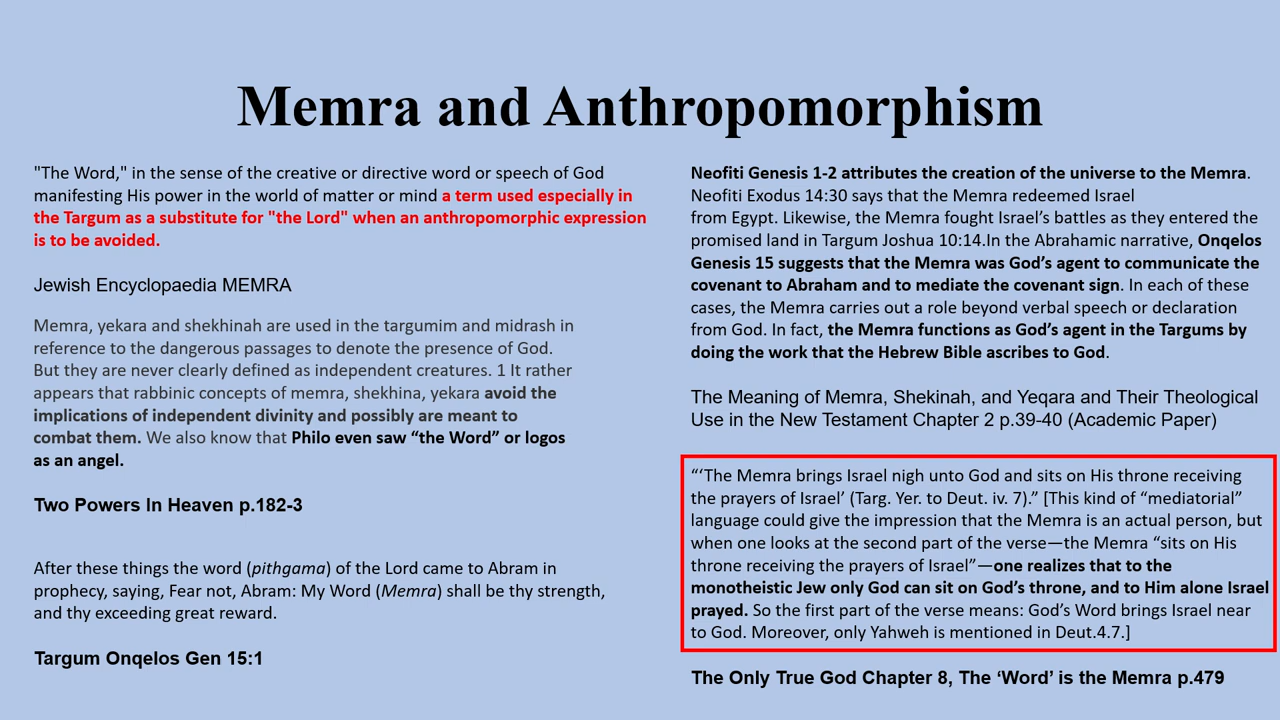 Memra and Anthropomorphism
"The Word," in the sense of the creative or directive word or speech of God
manifesting His power in the world of matter or mind a term used especially in
the Targum as a substitute for "the Lord" when an anthropomorphic expression
is to be avoided.
Jewish Encyclopaedia MEMRA
Memra, yekara and shekhinah are used in the targumim and midrash in
reference to the dangerous passages to denote the presence of God.
But they are never clearly defined as independent creatures. 1 It rather
appears that rabbinic concepts of memra, shekhina, yekara avoid the
implications of independent divinity and possibly are meant to
combat them. We also know that Philo even saw “the Word” or logos
as an angel.
Two Powers In Heaven p.182-3
After these things the word (pithgama) of the Lord came to Abram in
prophecy, saying, Fear not, Abram: My Word (Memra) shall be thy strength,
and thy exceeding great reward.
Targum Onqelos Gen 15:1
Neofiti Genesis 1-2 attributes the creation of the universe to the Memra.
Neofiti Exodus 14:30 says that the Memra redeemed Israel
from Egypt. Likewise, the Memra fought Israel’s battles as they entered the
promised land in Targum Joshua 10:14.In the Abrahamic narrative, Onqelos
Genesis 15 suggests that the Memra was God’s agent to communicate the
covenant to Abraham and to mediate the covenant sign. In each of these
cases, the Memra carries out a role beyond verbal speech or declaration
from God. In fact, the Memra functions as God’s agent in the Targums by
doing the work that the Hebrew Bible ascribes to God.
The Meaning of Memra, Shekinah, and Yeqara and Their Theological
Use in the New Testament Chapter 2 p.39-40 (Academic Paper)
“‘The Memra brings Israel nigh unto God and sits on His throne receiving
the prayers of Israel’ (Targ. Yer. to Deut. iv. 7).” [This kind of “mediatorial”
language could give the impression that the Memra is an actual person, but
when one looks at the second part of the verse—the Memra “sits on His
throne receiving the prayers of Israel”—one realizes that to the
monotheistic Jew only God can sit on God’s throne, and to Him alone Israel
prayed. So the first part of the verse means: God’s Word brings Israel near
to God. Moreover, only Yahweh is mentioned in Deut.4.7.]
The Only True God Chapter 8, The ‘Word’ is the Memra p.479